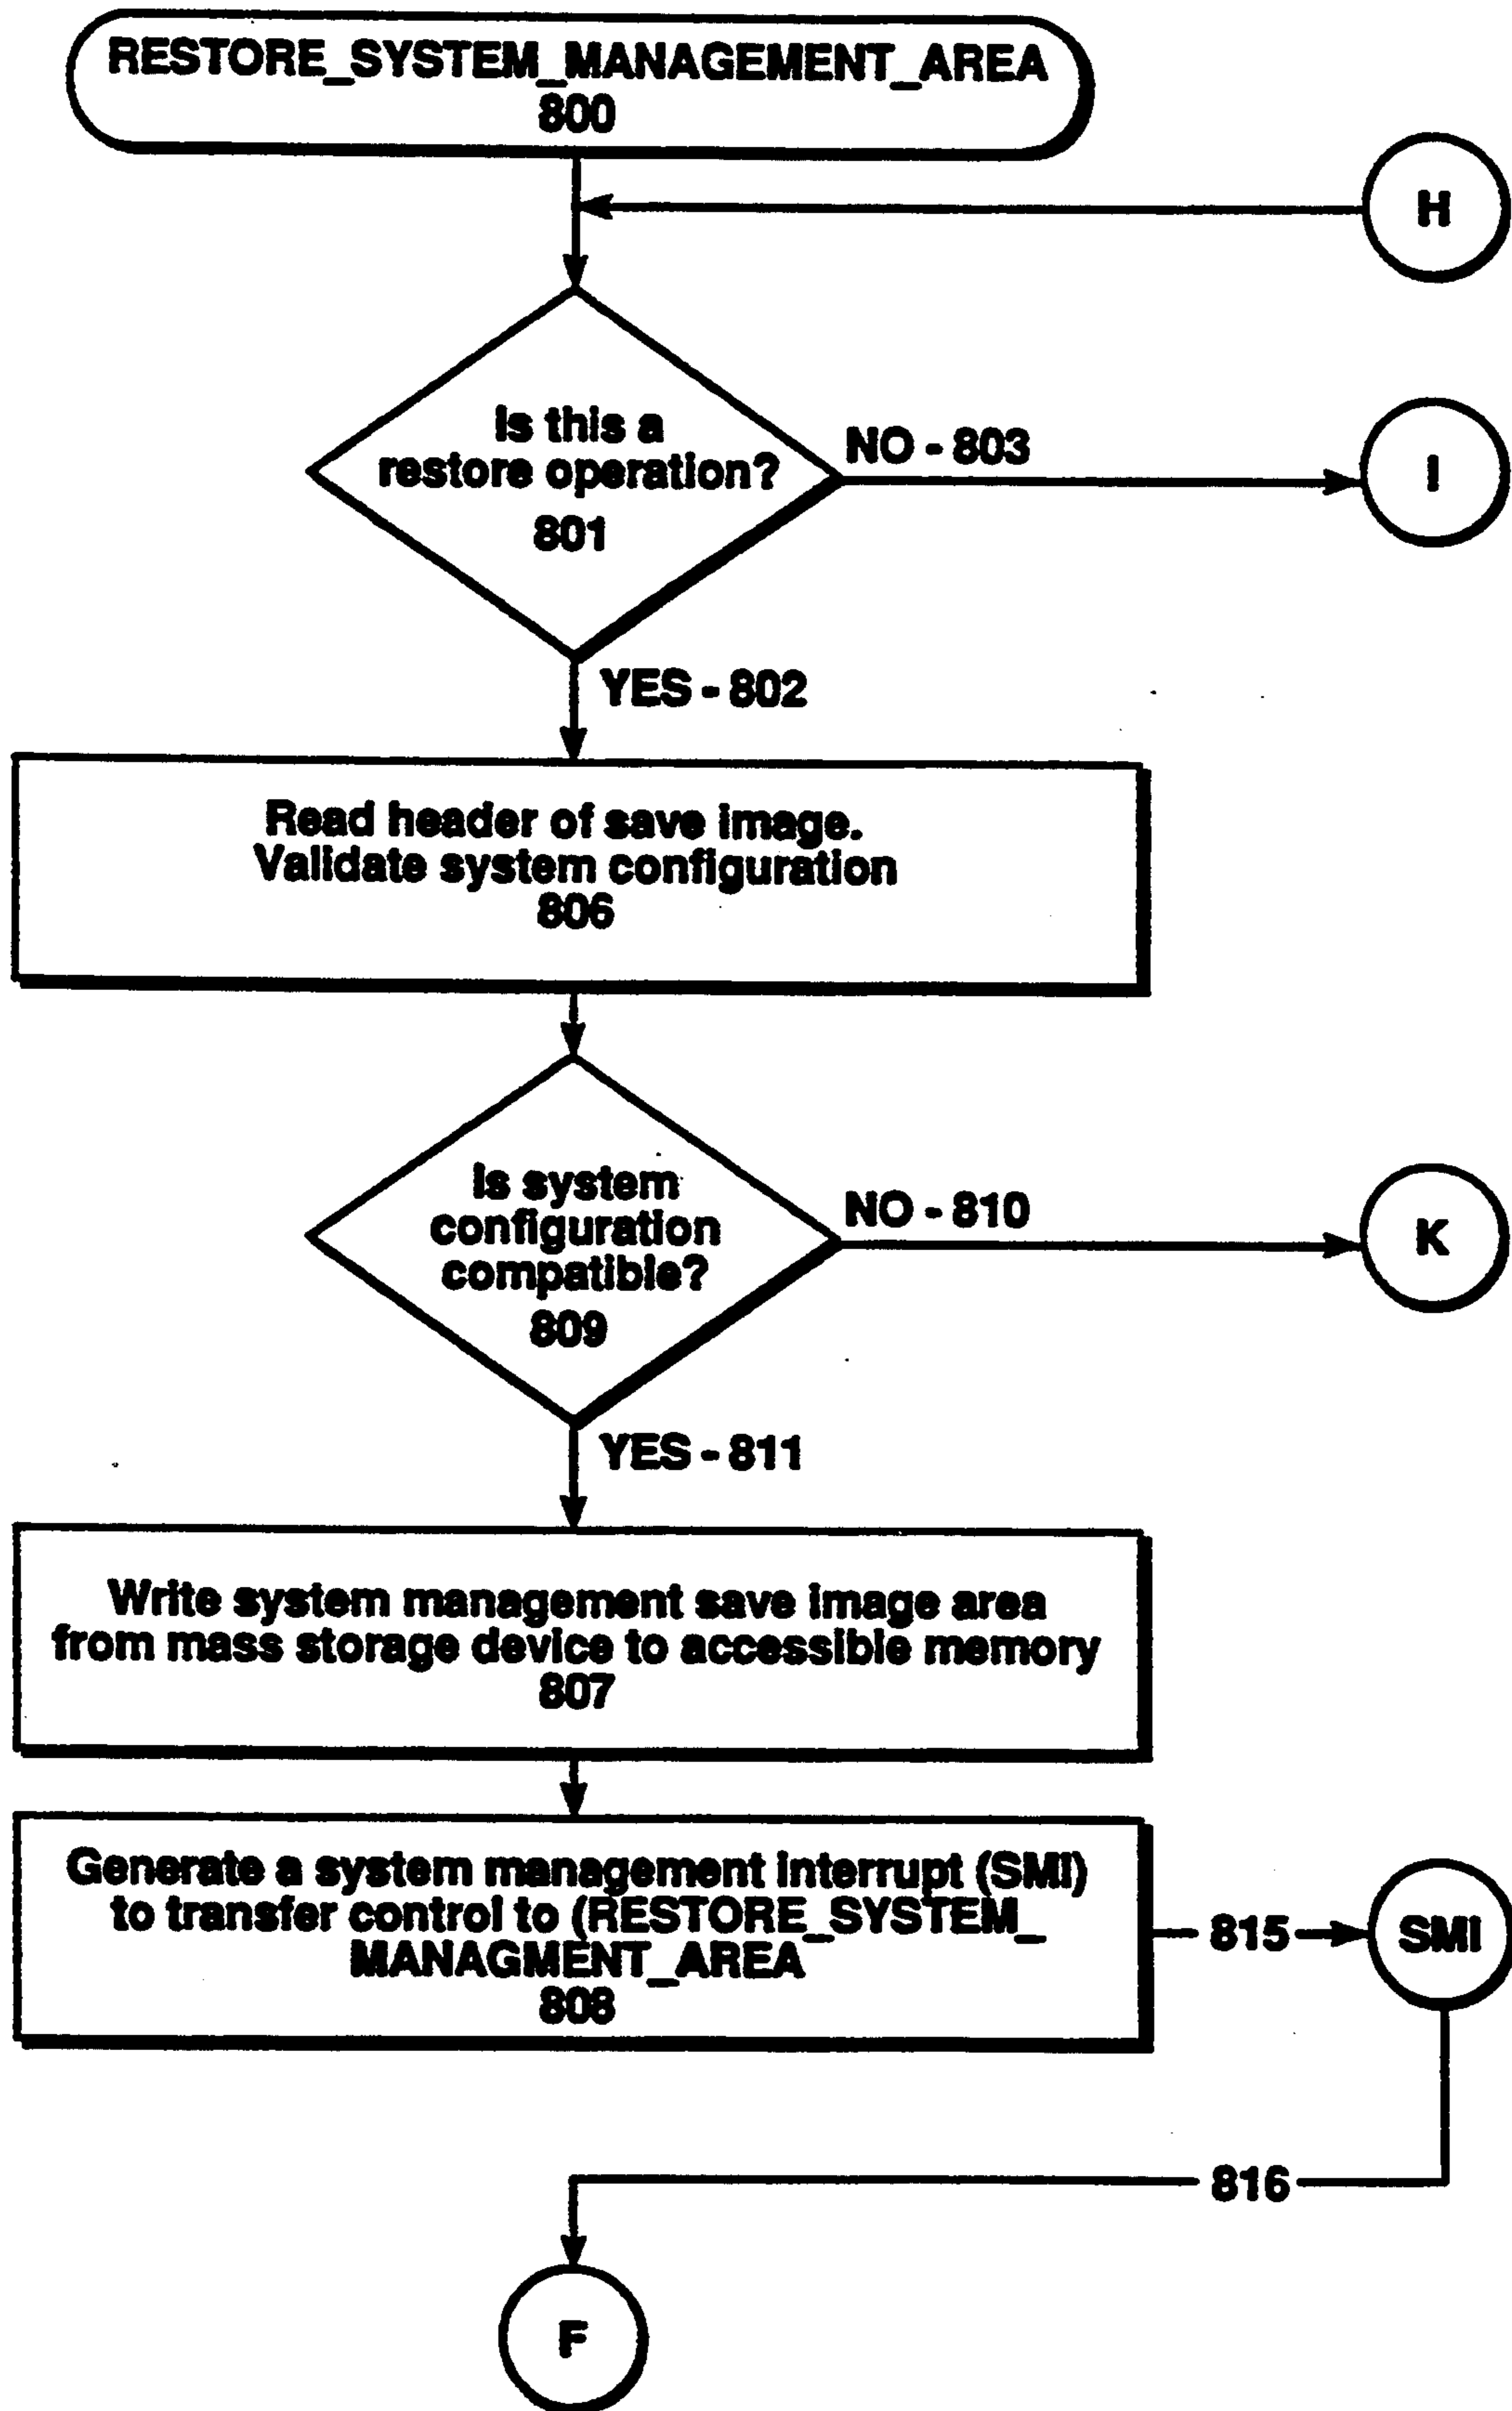 RESTORE_SYSTEM_MANAGEMENT_AREA
800
H
Is this a
restore operation?
801
NO - 803
I
YES - 802
Read header of save image.
Validate system configuration
806
Is system
configuration
compatible?
809
NO - 810
K
YES - 811
Write system management save image area
from mass storage device to accessible memory
807
Generate a system management interrupt (SMI)
to transfer control to (RESTORE_SYSTEM_
MANAGMENT_AREA
808
815
SMI
816
F